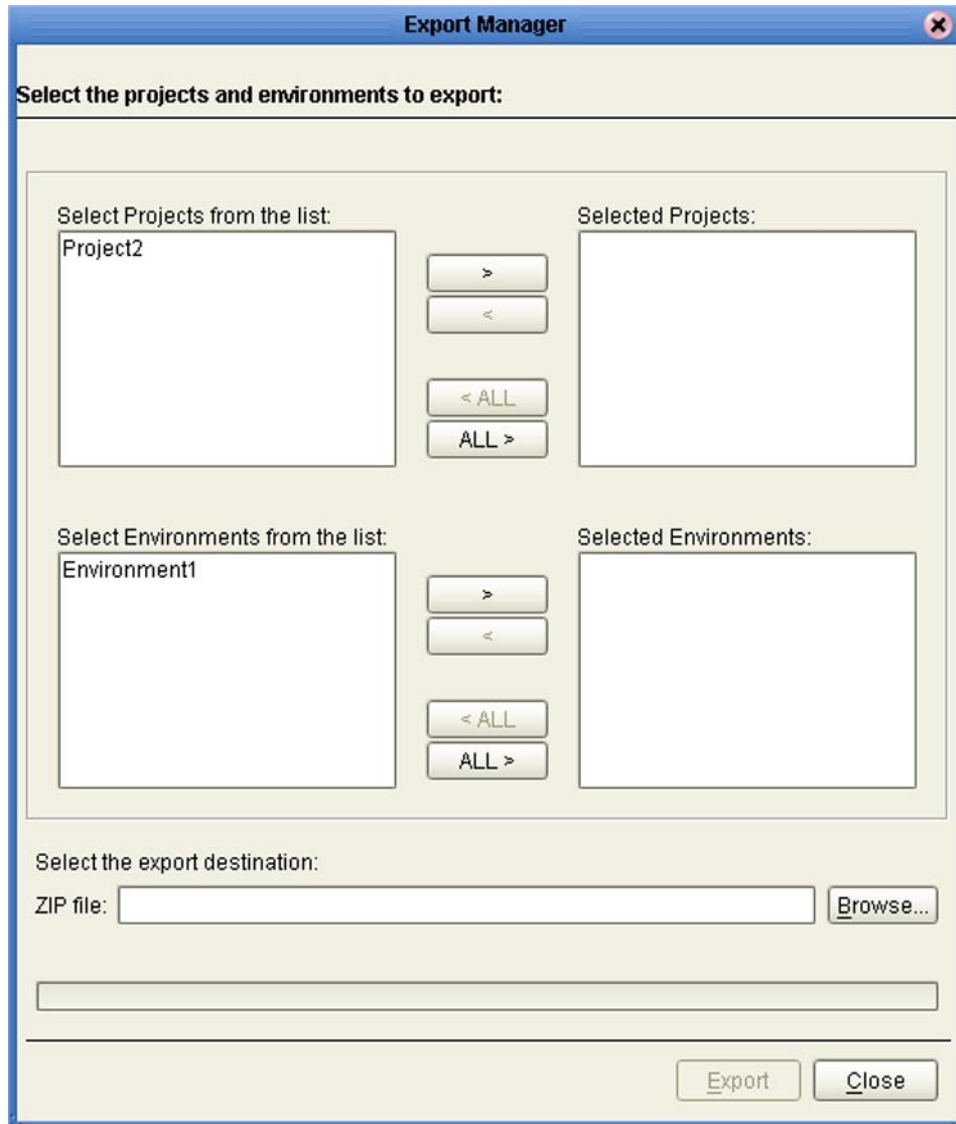 Export Manager
Select the projects and environments to export:
Select Projects from the list:
Selected Projects:
Project2
>
<
< ALL
ALL >
Select Environments from the list:
Selected Environments:
Environment1
>
<
< ALL
ALL >
Select the export destination:
ZIP file:
Browse...
Export
Close